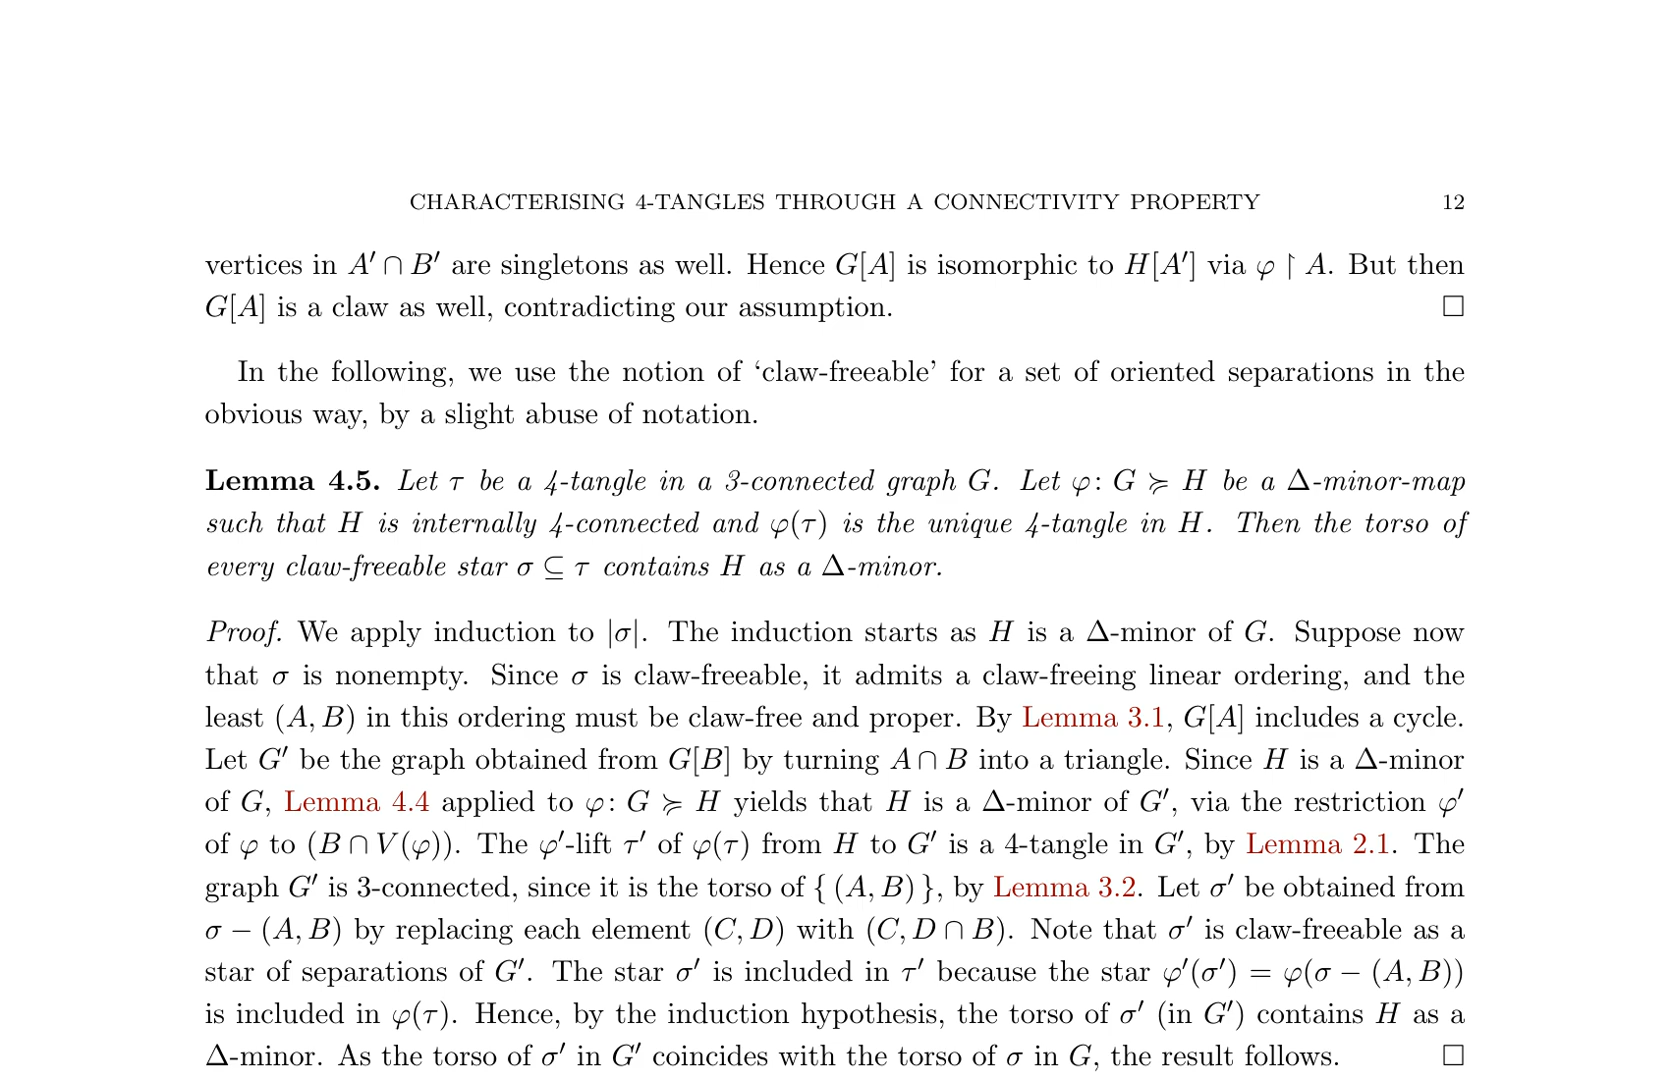 CHARACTERISING 4-TANGLES THROUGH A CONNECTIVITY PROPERTY 12
vertices in A′ ∩ B′ are singletons as well. Hence G[A] is isomorphic to H[A′] via φ ↾ A. But then
G[A] is a claw as well, contradicting our assumption. □
In the following, we use the notion of ‘claw-freeable’ for a set of oriented separations in the
obvious way, by a slight abuse of notation.
Lemma 4.5. Let τ be a 4-tangle in a 3-connected graph G. Let φ: G ≽ H be a Δ-minor-map
such that H is internally 4-connected and φ(τ) is the unique 4-tangle in H. Then the torso of
every claw-freeable star σ ⊆ τ contains H as a Δ-minor.
Proof. We apply induction to |σ|. The induction starts as H is a Δ-minor of G. Suppose now
that σ is nonempty. Since σ is claw-freeable, it admits a claw-freeing linear ordering, and the
least (A, B) in this ordering must be claw-free and proper. By Lemma 3.1, G[A] includes a cycle.
Let G′ be the graph obtained from G[B] by turning A ∩ B into a triangle. Since H is a Δ-minor
of G, Lemma 4.4 applied to φ: G ≽ H yields that H is a Δ-minor of G′, via the restriction φ′
of φ to (B ∩ V(φ)). The φ′-lift τ′ of φ(τ) from H to G′ is a 4-tangle in G′, by Lemma 2.1. The
graph G′ is 3-connected, since it is the torso of { (A, B) }, by Lemma 3.2. Let σ′ be obtained from
σ − (A, B) by replacing each element (C, D) with (C, D ∩ B). Note that σ′ is claw-freeable as a
star of separations of G′. The star σ′ is included in τ′ because the star φ′(σ′) = φ(σ − (A, B))
is included in φ(τ). Hence, by the induction hypothesis, the torso of σ′ (in G′) contains H as a
Δ-minor. As the torso of σ′ in G′ coincides with the torso of σ in G, the result follows. □